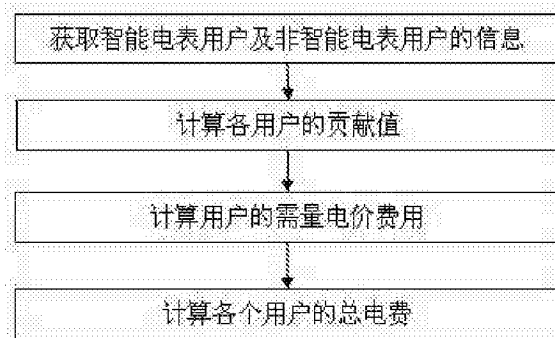 获取智能电表用户及非智能电表用户的信息
计算各用户的贡献值
计算用户的需量电价费用
计算各个用户的总电费